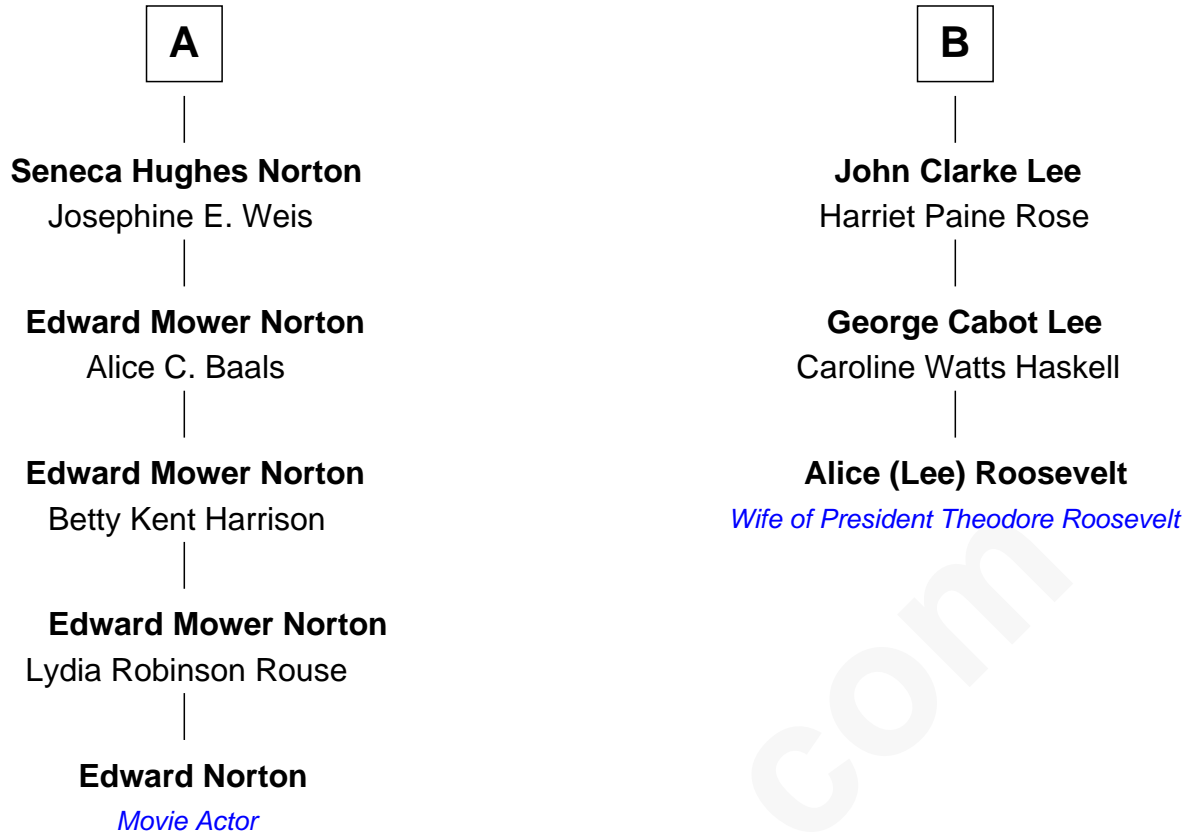 A
Seneca Hughes Norton
Josephine E. Weis
Edward Mower Norton
Alice C. Baals
Edward Mower Norton
Betty Kent Harrison
Edward Mower Norton
Lydia Robinson Rouse
Edward Norton
Movie Actor
B
John Clarke Lee
Harriet Paine Rose
George Cabot Lee
Caroline Watts Haskell
Alice (Lee) Roosevelt
Wife of President Theodore Roosevelt
com